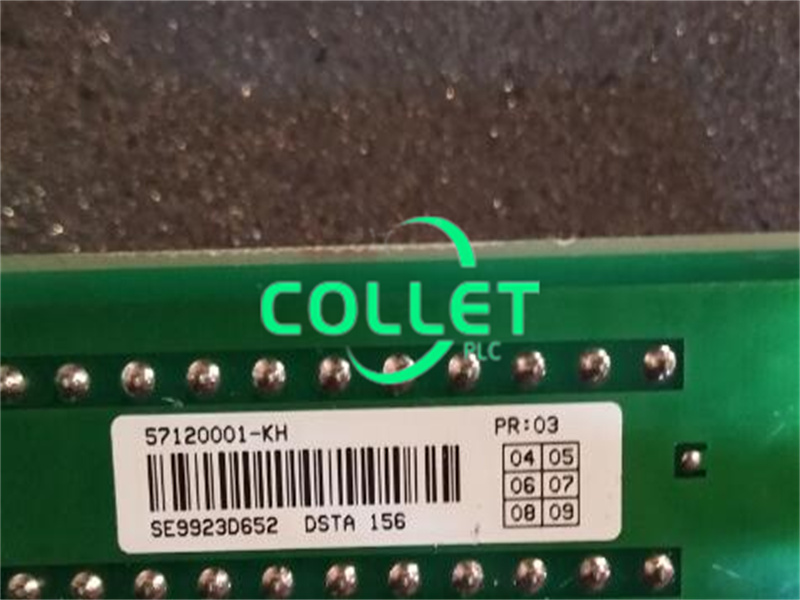 COLLET
PLC
57120001-KH
PR:03
04 05
06 07
08 09
SE9923D652 DSTA 156